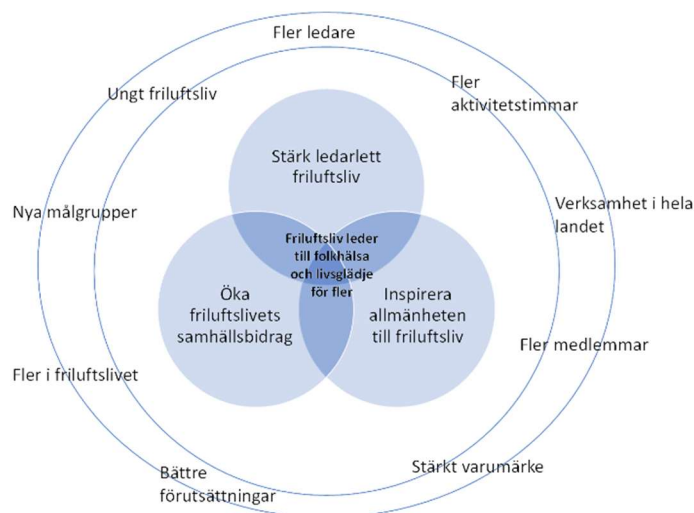 Fler ledare
Ungt friluftsliv
Fler
aktivitetstimmar
Stärk ledarlett
friluftsliv
Nya målgrupper
Verksamhet i hela
landet
Friluftsliv leder
till folkhälsa
och livsglädje
för fler
Öka
friluftslivets
samhällsbidrag
Inspirera
allmänheten
till friluftsliv
Fler medlemmar
Fler i friluftslivet
Bättre
förutsättningar
Stärkt varumärke